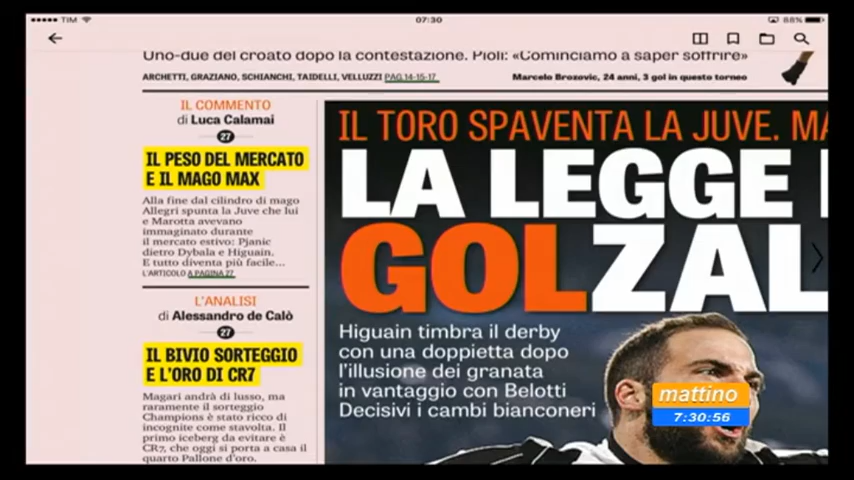 TIM
07:30
88%
Uno-due del croato dopo la contestazione. Pioli: «Cominciamo a saper soffrire»
ARCHETTI, GRAZIANO, SCHIANCHI, TAIDELLI, VELLUZZI PAG.14-15-17
Marcelo Brozovic, 24 anni, 3 gol in questo torneo
IL COMMENTO
di Luca Calamai
27
IL PESO DEL MERCATO
E IL MAGO MAX
Alla fine dal cilindro di mago
Allegri spunta la Juve che lui
e Marotta avevano
immaginato durante
il mercato estivo: Pjanic
dietro Dybala e Higuain.
E tutto diventa più facile...
L'ARTICOLO A PAGINA 27
L'ANALISI
di Alessandro de Calò
27
IL BIVIO SORTEGGIO
E L'ORO DI CR7
Magari andrà di lusso, ma
raramente il sorteggio
Champions è stato ricco di
incognite come stavolta. Il
primo iceberg da evitare è
CR7, che oggi si porta a casa il
quarto Pallone d'oro.
IL TORO SPAVENTA LA JUVE. MA
LA LEGGE
GOLZAL
Higuain timbra il derby
con una doppietta dopo
l'illusione dei granata
in vantaggio con Belotti
Decisivi i cambi bianconeri
mattino
7:30:56